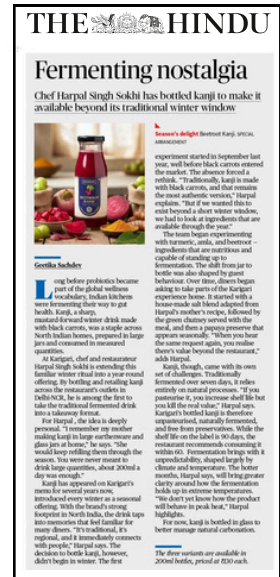 THE HINDU
Fermenting nostalgia
Chef Harpal Singh Sokhi has bottled kanji to make it
available beyond its traditional winter window
Season's delight Beetroot Kanji. SPECIAL
ARRANGEMENT
Geetika Sachdev
Long before probiotics became
part of the global wellness
vocabulary, Indian kitchens
were fermenting their way to gut
health. Kanji, a sharp,
mustard-forward winter drink made
with black carrots, was a staple across
North Indian homes, prepared in large
jars and consumed in measured
quantities.
At Karigari, chef and restaurateur
Harpal Singh Sokhi is extending this
familiar winter ritual into a year-round
offering. By bottling and retailing kanji
across the restaurant's outlets in
Delhi-NCR, he is among the first to
take the traditional fermented drink
into a takeaway format.
For Harpal , the idea is deeply
personal. "I remember my mother
making kanji in large earthenware and
glass jars at home," he says. "She
would keep refilling them through the
season. You were never meant to
drink large quantities, about 200ml a
day was enough."
Kanji has appeared on Karigari's
menu for several years now,
introduced every winter as a seasonal
offering. With the brand's strong
footprint in North India, the drink taps
into memories that feel familiar for
many diners. "It's traditional, it's
regional, and it immediately connects
with people," Harpal says. The
decision to bottle kanji, however,
didn't begin in winter. The first
experiment started in September last
year, well before black carrots entered
the market. The absence forced a
rethink. "Traditionally, kanji is made
with black carrots, and that remains
the most authentic version," Harpal
explains. "But if we wanted this to
exist beyond a short winter window,
we had to look at ingredients that are
available through the year."
The team began experimenting
with turmeric, amla, and beetroot —
ingredients that are nutritious and
capable of standing up to
fermentation. The shift from jar to
bottle was also shaped by guest
behaviour. Over time, diners began
asking to take parts of the Karigari
experience home. It started with a
house-made salt blend adapted from
Harpal's mother's recipe, followed by
the green chutney served with the
meal, and then a papaya preserve that
appears seasonally. "When you hear
the same request again, you realise
there's value beyond the restaurant,"
adds Harpal.
Kanji, though, came with its own
set of challenges. Traditionally
fermented over seven days, it relies
entirely on natural processes. "If you
pasteurise it, you increase shelf life but
you kill the real value," Harpal says.
Karigari's bottled kanji is therefore
unpasteurised, naturally fermented,
and free from preservatives. While the
shelf life on the label is 90 days, the
restaurant recommends consuming it
within 60. Fermentation brings with it
unpredictability, shaped largely by
climate and temperature. The hotter
months, Harpal says, will bring greater
clarity around how the fermentation
holds up in extreme temperatures.
"We don't yet know how the product
will behave in peak heat," Harpal
highlights.
For now, kanji is bottled in glass to
better manage natural carbonation.
The three variants are available in
200ml bottles, priced at ₹130 each.